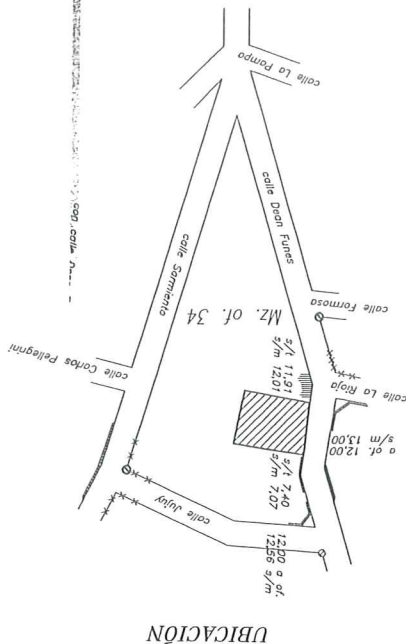 UBICACIÓN
12,00 a of.
12,56 s/m
calle Jujuy
s/t 7,40
s/m 7,07
a of. 12,00
s/m 13,00
calle La Rioja
s/t 11,91
s/m 12,01
calle Carlos Pellegrini
Mz. of. 34
calle Formosa
calle Sarmiento
calle Dean Funes
calle La Pampa